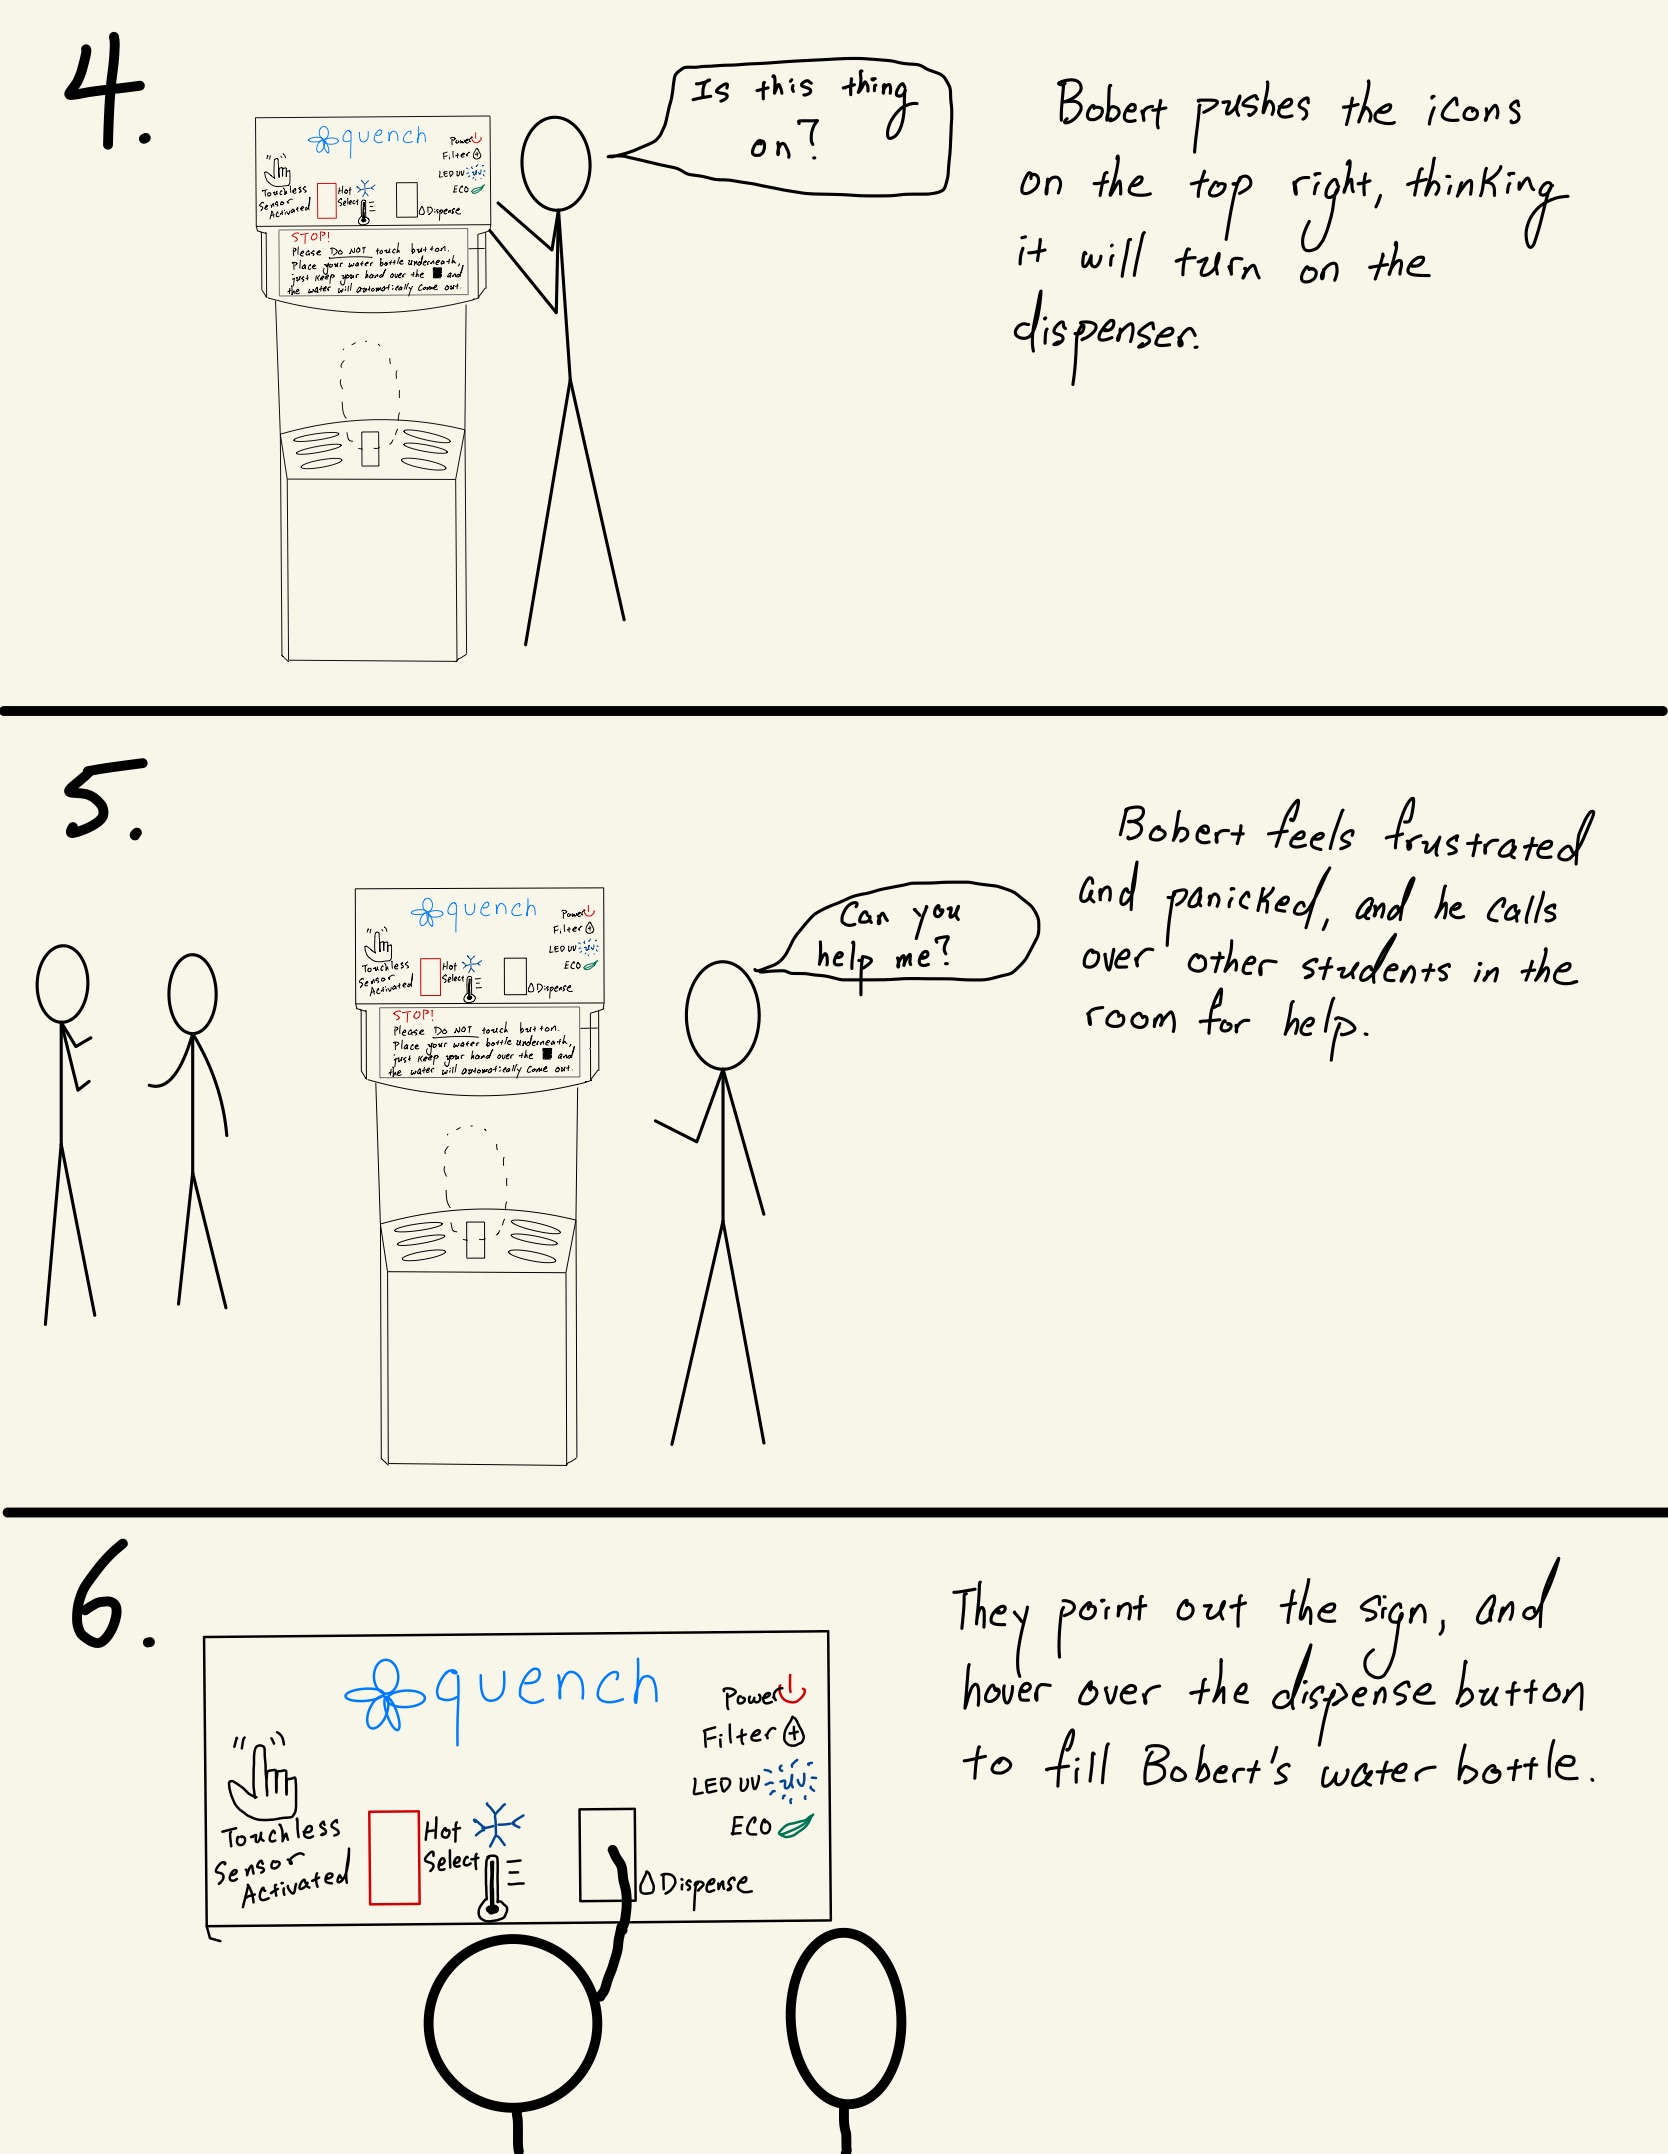 4.
Is this thing
on?
Bobert pushes the icons
on the top right, thinking
it will turn on the
dispenser.
quench
Power
Filter
LED UV UV
ECO
Touchless
Sensor
Activated
Hot
Select
Dispense
STOP!
Please Do NOT touch button.
Place your water bottle underneath,
just keep your hand over the and
the water will automatically come out.
5.
Can you
help me?
Bobert feels frustrated
and panicked, and he calls
over other students in the
room for help.
quench
Power
Filter
LED UV UV
ECO
Touchless
Sensor
Activated
Hot
Select
Dispense
STOP!
Please Do NOT touch button.
Place your water bottle underneath,
just keep your hand over the and
the water will automatically come out.
6.
They point out the sign, and
hover over the dispense button
to fill Bobert's water bottle.
quench
Power
Filter
LED UV UV
ECO
Touchless
Sensor
Activated
Hot
Select
Dispense